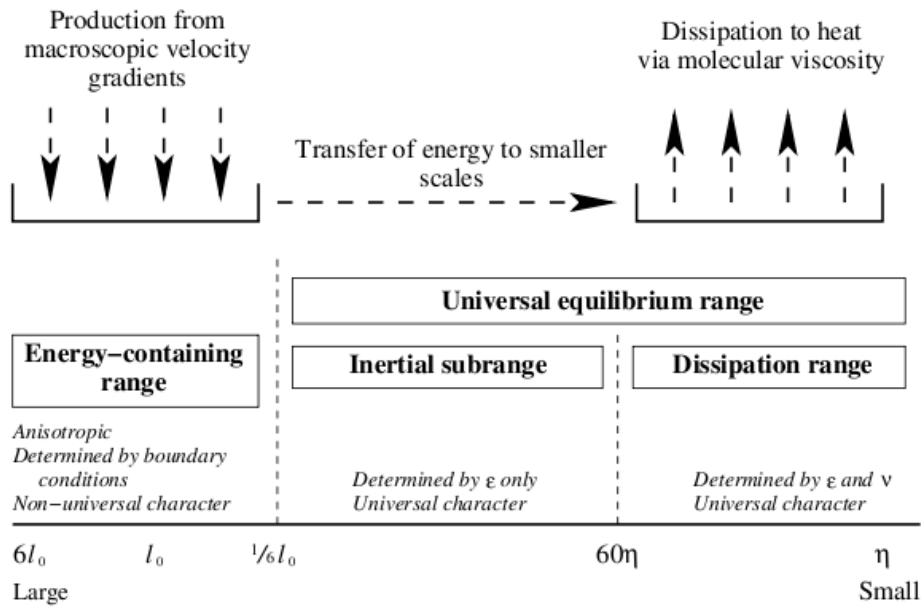 Production from
macroscopic velocity
gradients
Dissipation to heat
via molecular viscosity
Transfer of energy to smaller
scales
Universal equilibrium range
Energy−containing
range
Inertial subrange
Dissipation range
Anisotropic
Determined by boundary
conditions
Non−universal character
Determined by ε only
Universal character
Determined by ε and ν
Universal character
6l₀ l₀ ¹⁄₆l₀ 60η η
Large Small